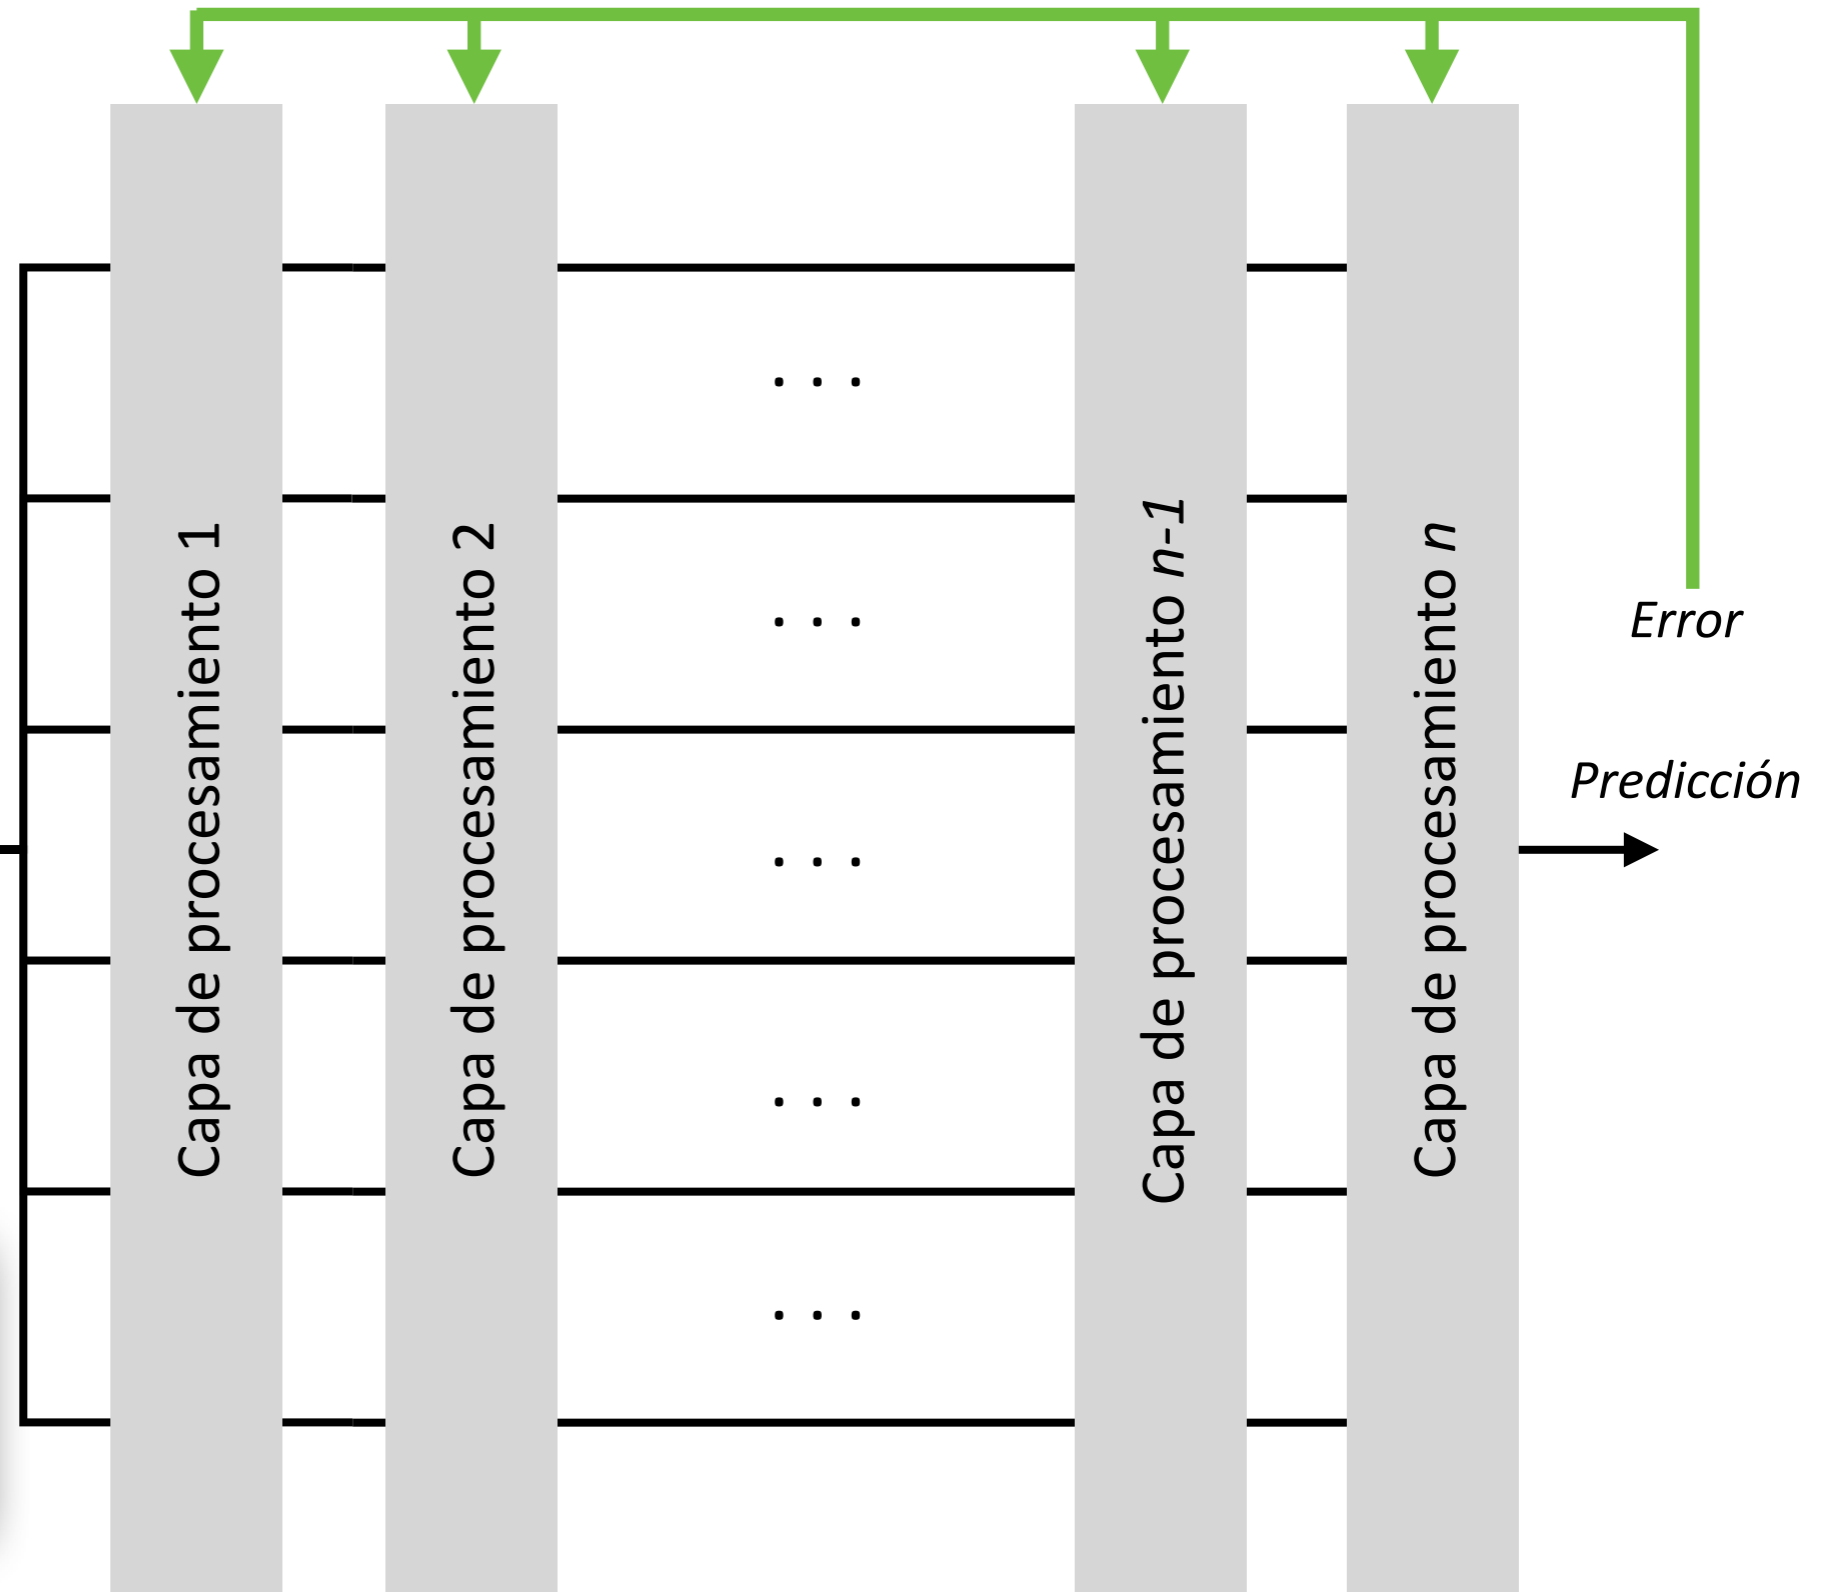 Capa de procesamiento 1
Capa de procesamiento 2
. . .
. . .
. . .
. . .
. . .
Capa de procesamiento n-1
Capa de procesamiento n
Error
Predicción